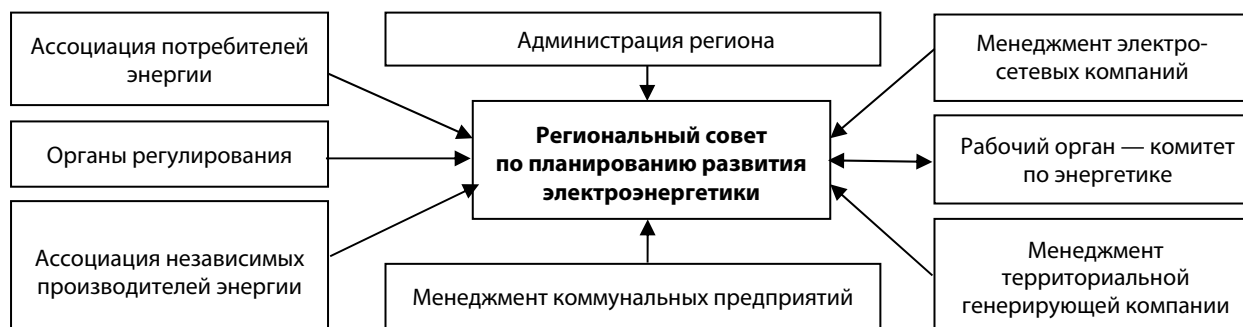 Ассоциация потребителей
энергии
Администрация региона
Менеджмент электро-
сетевых компаний
Органы регулирования
Региональный совет
по планированию развития
электроэнергетики
Рабочий орган — комитет
по энергетике
Ассоциация независимых
производителей энергии
Менеджмент коммунальных предприятий
Менеджмент
территориальной
генерирующей компании